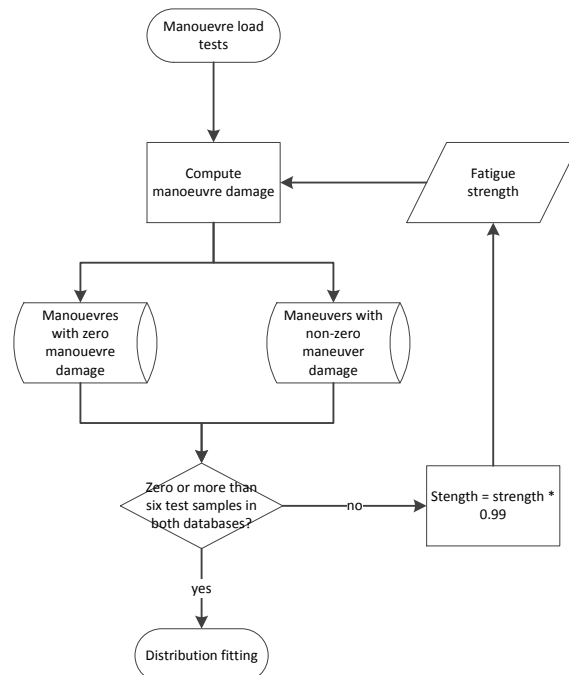 Manouevre load
tests
Compute
manoeuvre damage
Fatigue
strength
Manouevres
with zero
manouevre
damage
Maneuvers with
non-zero
maneuver
damage
Zero or more than
six test samples in
both databases?
no
Stength = strength *
0.99
yes
Distribution fitting